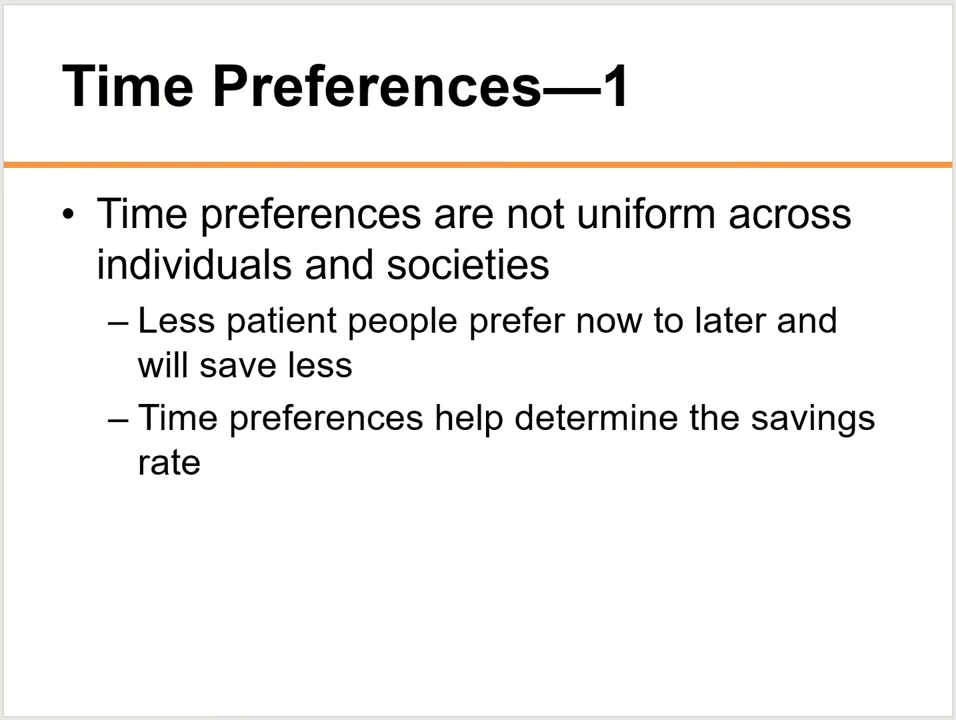 Time Preferences—1
• Time preferences are not uniform across
individuals and societies
– Less patient people prefer now to later and
will save less
– Time preferences help determine the savings
rate